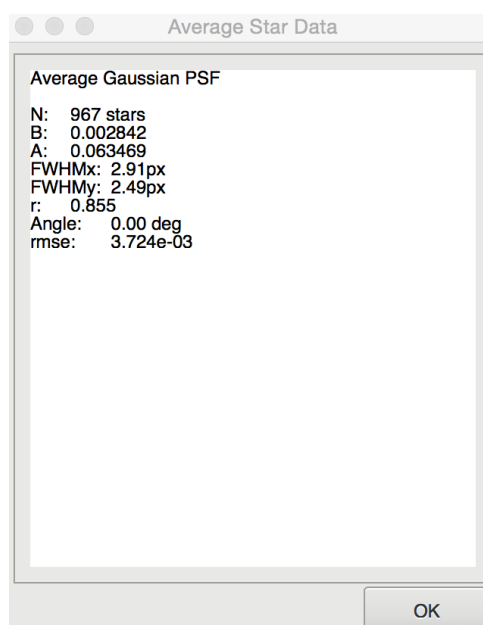 Average Star Data
Average Gaussian PSF
N: 967 stars
B: 0.002842
A: 0.063469
FWHMx: 2.91px
FWHMy: 2.49px
r: 0.855
Angle: 0.00 deg
rmse: 3.724e-03
OK